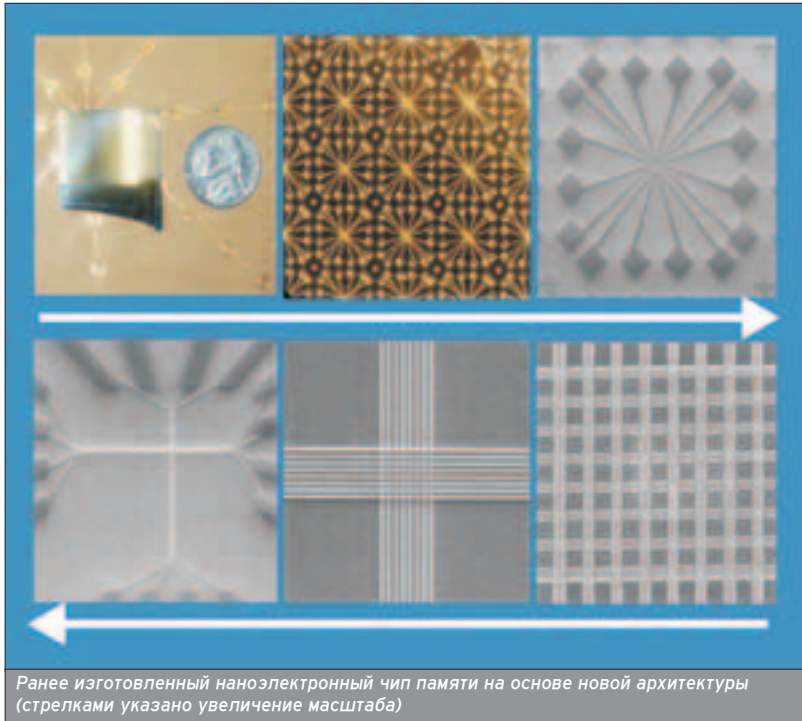 Ранее изготовленный наноэлектронный чип памяти на основе новой архитектуры
(стрелками указано увеличение масштаба)